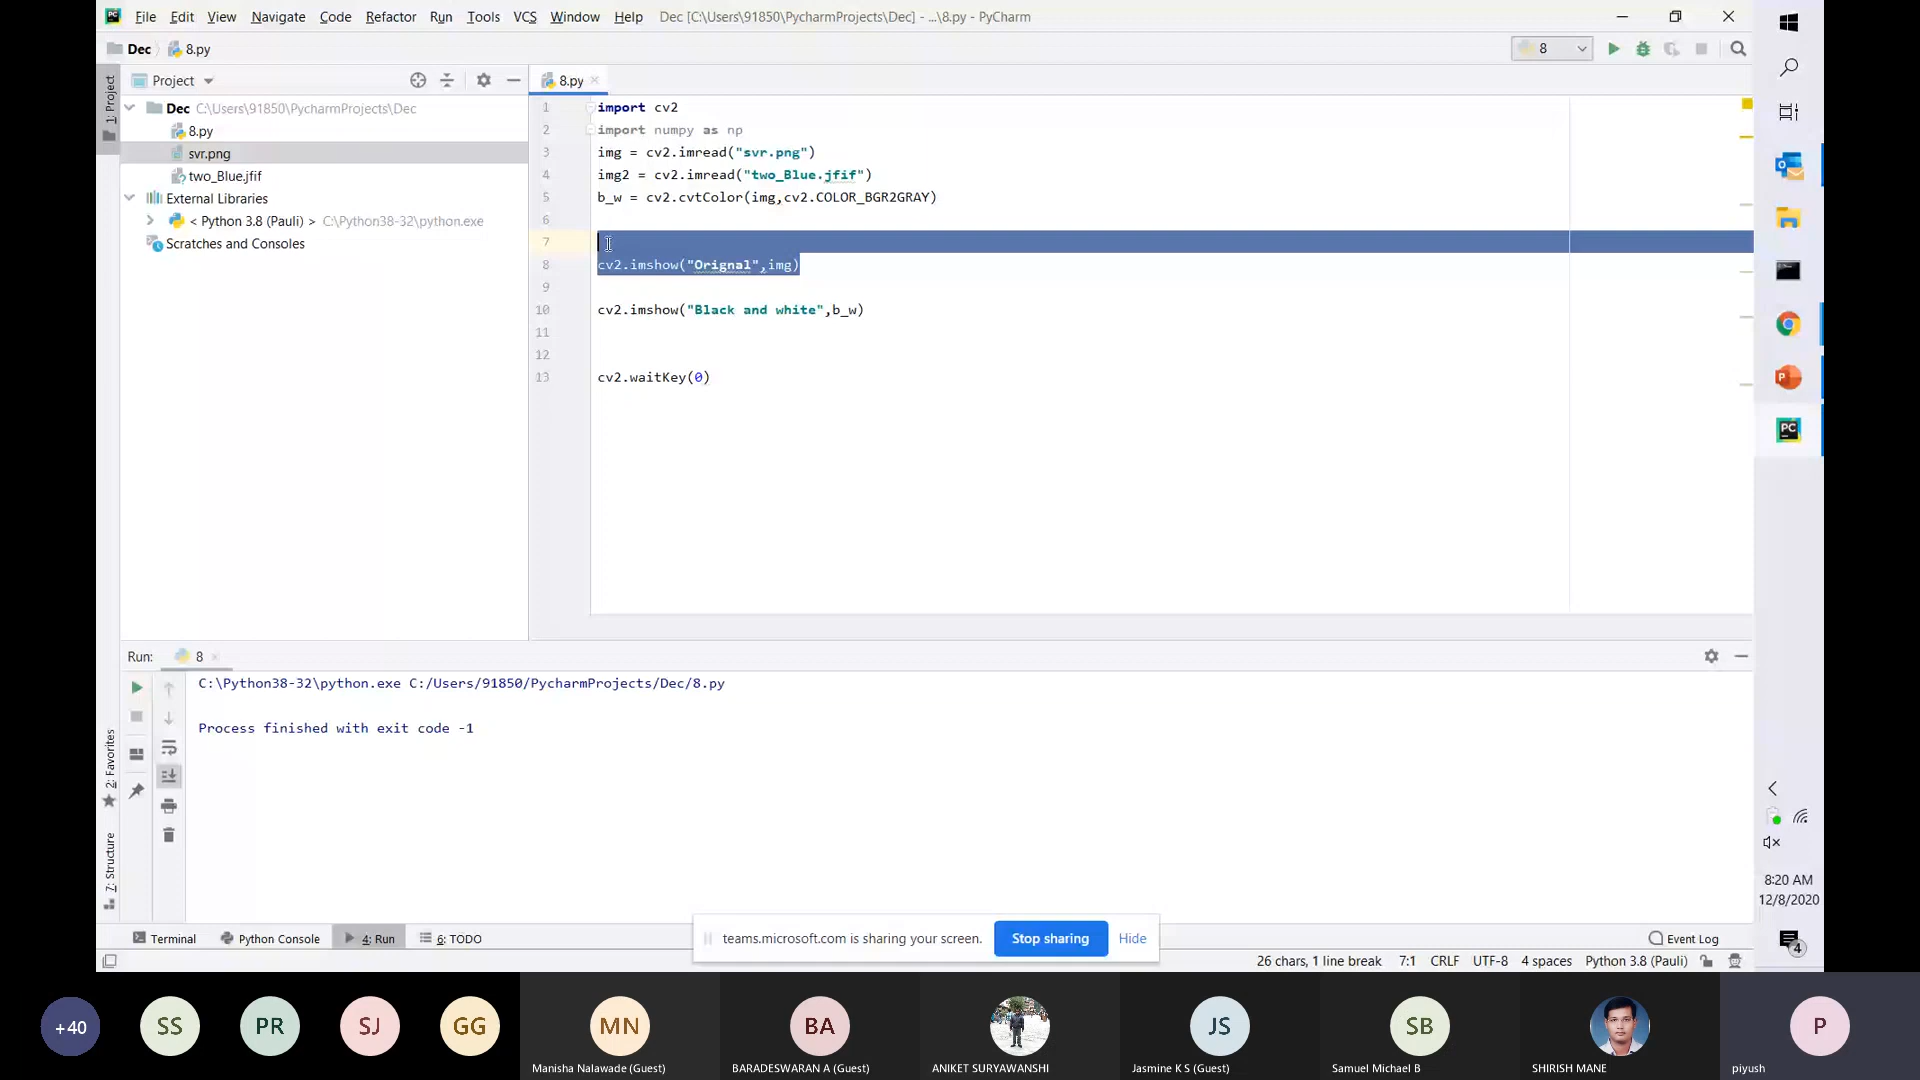 File Edit View Navigate Code Refactor Run Tools VCS Window Help Dec [C:\Users\91850\PycharmProjects\Dec] - ...\8.py - PyCharm
Dec 8.py
8
Project
8.py
1: Project
Dec C:\Users\91850\PycharmProjects\Dec
8.py
svr.png
two_Blue.jfif
External Libraries
< Python 3.8 (Pauli) > C:\Python38-32\python.exe
Scratches and Consoles
1 import cv2
2 import numpy as np
3 img = cv2.imread("svr.png")
4 img2 = cv2.imread("two_Blue.jfif")
5 b_w = cv2.cvtColor(img,cv2.COLOR_BGR2GRAY)
6
7
8 cv2.imshow("Orignal",img)
9
10 cv2.imshow("Black and white",b_w)
11
12
13 cv2.waitKey(0)
Run: 8
C:\Python38-32\python.exe C:/Users/91850/PycharmProjects/Dec/8.py
Process finished with exit code -1
2: Favorites
7: Structure
Terminal Python Console 4: Run 6: TODO
teams.microsoft.com is sharing your screen. Stop sharing Hide
Event Log
26 chars, 1 line break 7:1 CRLF UTF-8 4 spaces Python 3.8 (Pauli)
P
PC
8:20 AM
12/8/2020
4
+40 SS PR SJ GG MN BA JS SB P
Manisha Nalawade (Guest) BARADESWARAN A (Guest) ANIKET SURYAWANSHI Jasmine K S (Guest) Samuel Michael B SHIRISH MANE piyush